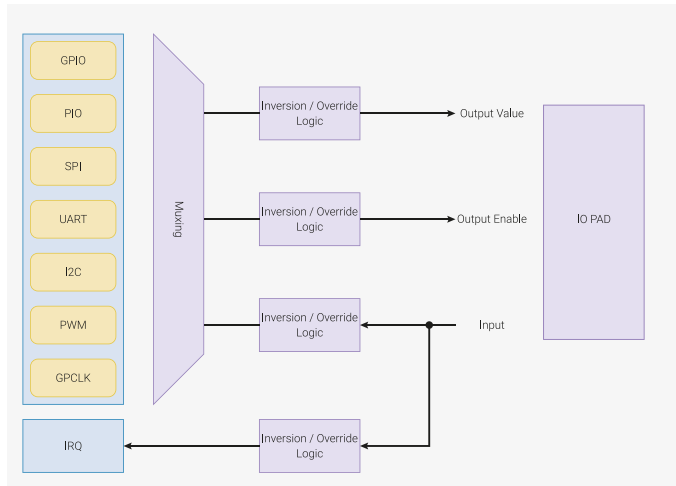 GPIO
PIO
SPI
UART
I2C
PWM
GPCLK
IRQ
Muxing
Inversion / Override
Logic
Output Value
Inversion / Override
Logic
Output Enable
Inversion / Override
Logic
Input
Inversion / Override
Logic
IO PAD